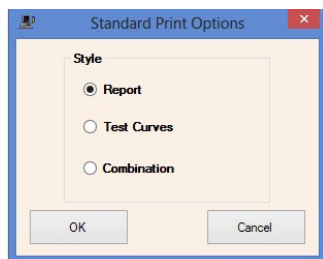 Standard Print Options
Style
Report
Test Curves
Combination
OK
Cancel